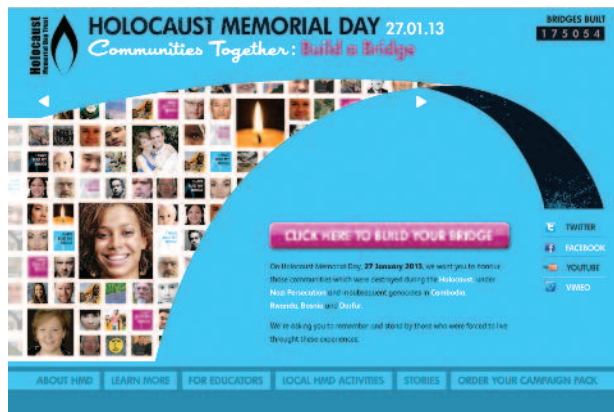 Holocaust
Memorial Day Trust
HOLOCAUST MEMORIAL DAY 27.01.13
Communities Together: Build a Bridge
BRIDGES BUILT
175054
CLICK HERE TO BUILD YOUR BRIDGE
On Holocaust Memorial Day, 27 January 2013, we want you to honour
those communities which were destroyed during the Holocaust, under
Nazi Persecution and insubsequent genocides in Cambodia,
Rwanda, Bosnia and Darfur.
We're asking you to remember and stand by those who were forced to live
throught these experiences.
TWITTER
FACEBOOK
YOUTUBE
VIMEO
ABOUT HMD
LEARN MORE
FOR EDUCATORS
LOCAL HMD ACTIVITIES
STORIES
ORDER YOUR CAMPAIGN PACK